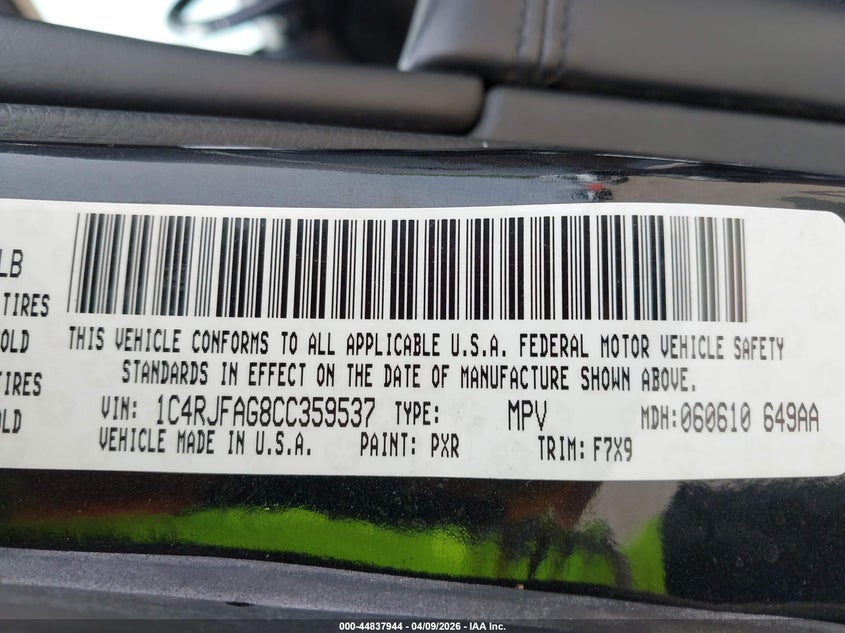 LB
TIRES
OLD
THIS VEHICLE CONFORMS TO ALL APPLICABLE U.S.A. FEDERAL MOTOR VEHICLE SAFETY
STANDARDS IN EFFECT ON THE DATE OF MANUFACTURE SHOWN ABOVE.
TIRES
OLD
VIN: 1C4RJFAG8CC359537 TYPE: MPV MDH:060610 649AA
VEHICLE MADE IN U.S.A. PAINT: PXR TRIM: F7X9
000-44837944 | 04/09/2026 – IAA Inc.